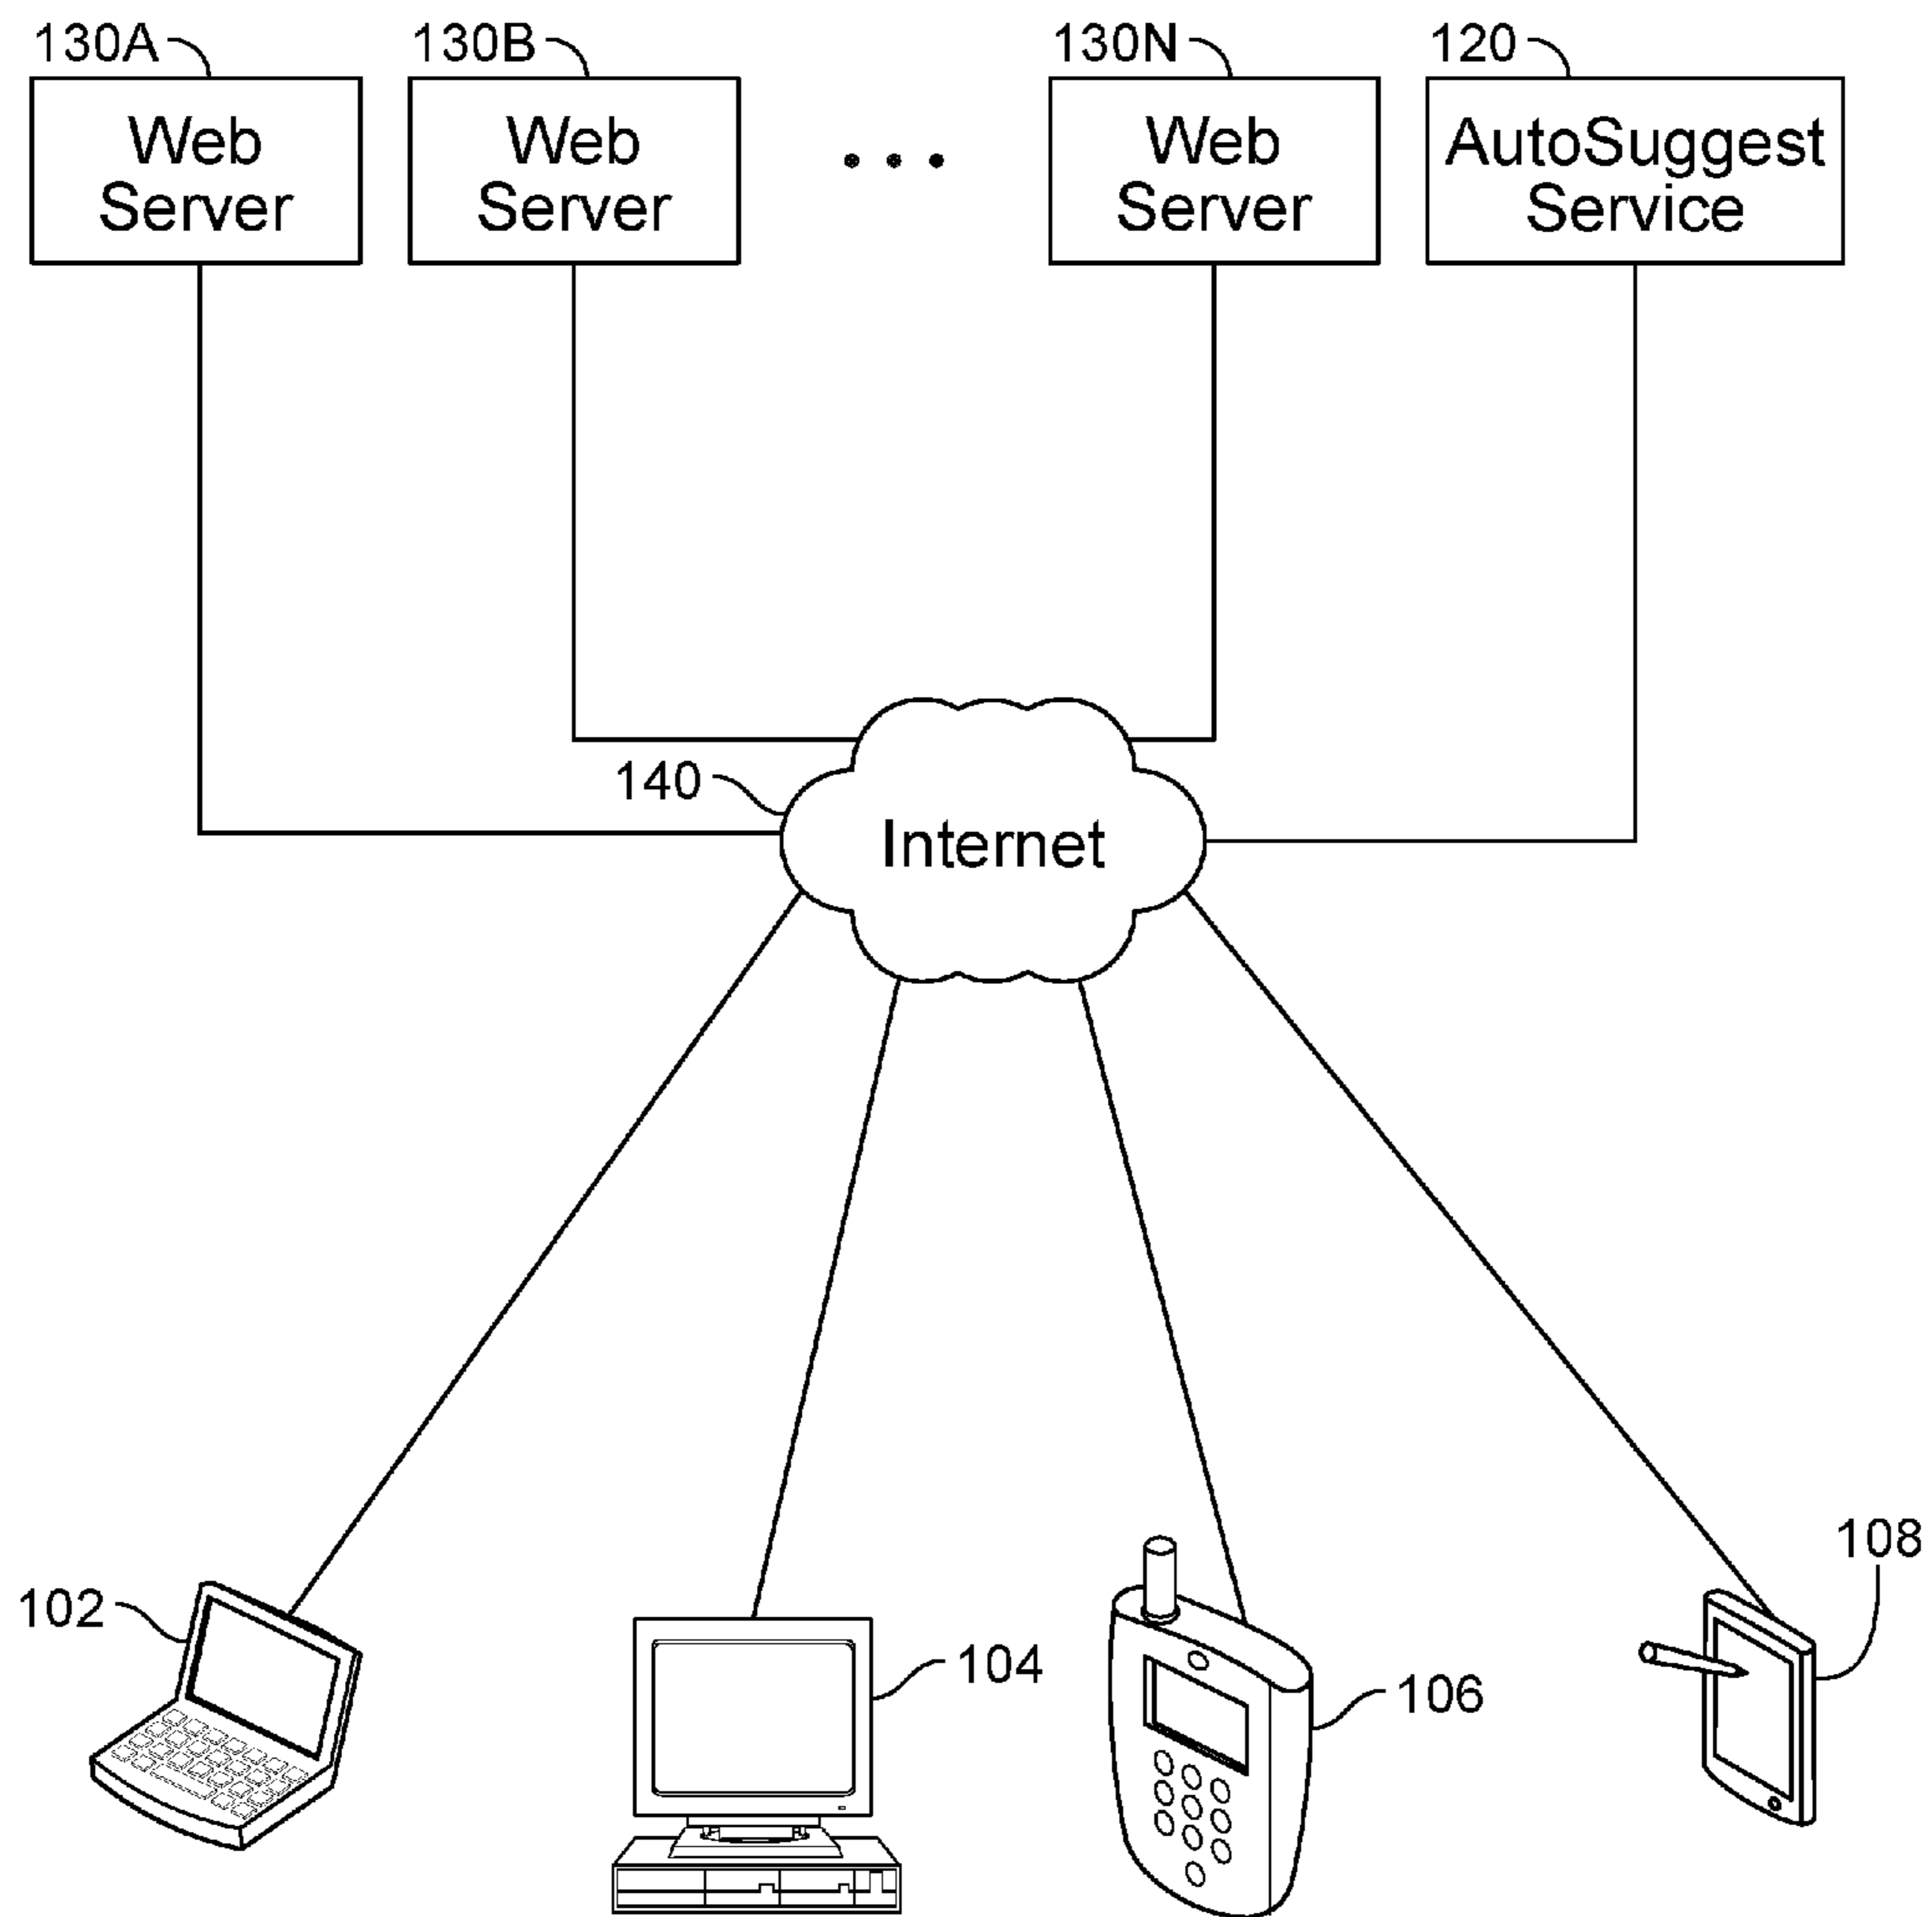 130A
130B
130N
120
Web
Server
Web
Server
. . .
Web
Server
AutoSuggest
Service
140
Internet
102
104
106
108